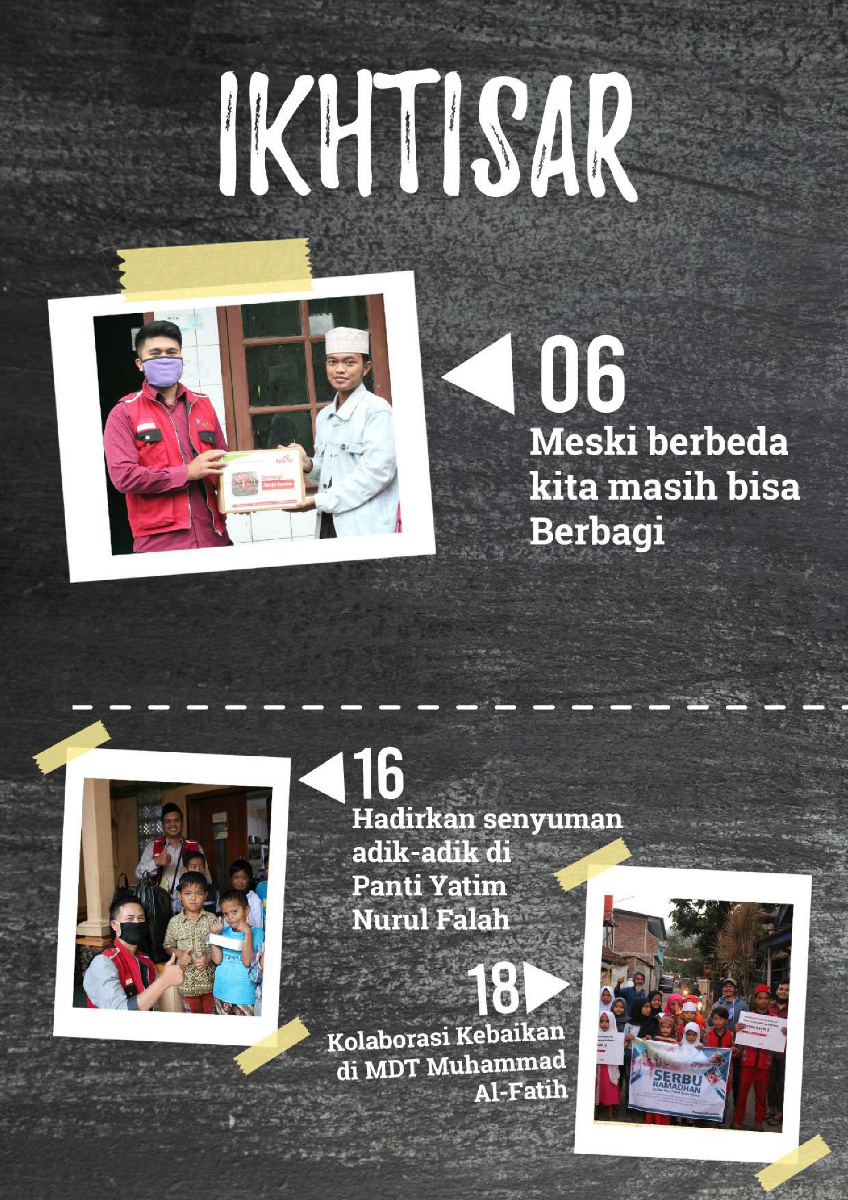 IKHTISAR
06
Meski berbeda
kita masih bisa
Berbagi
16
Hadirkan senyuman
adik-adik di
Panti Yatim
Nurul Falah
18
Kolaborasi Kebaikan
di MDT Muhammad
Al-Fatih
SERBU
RAMADHAN